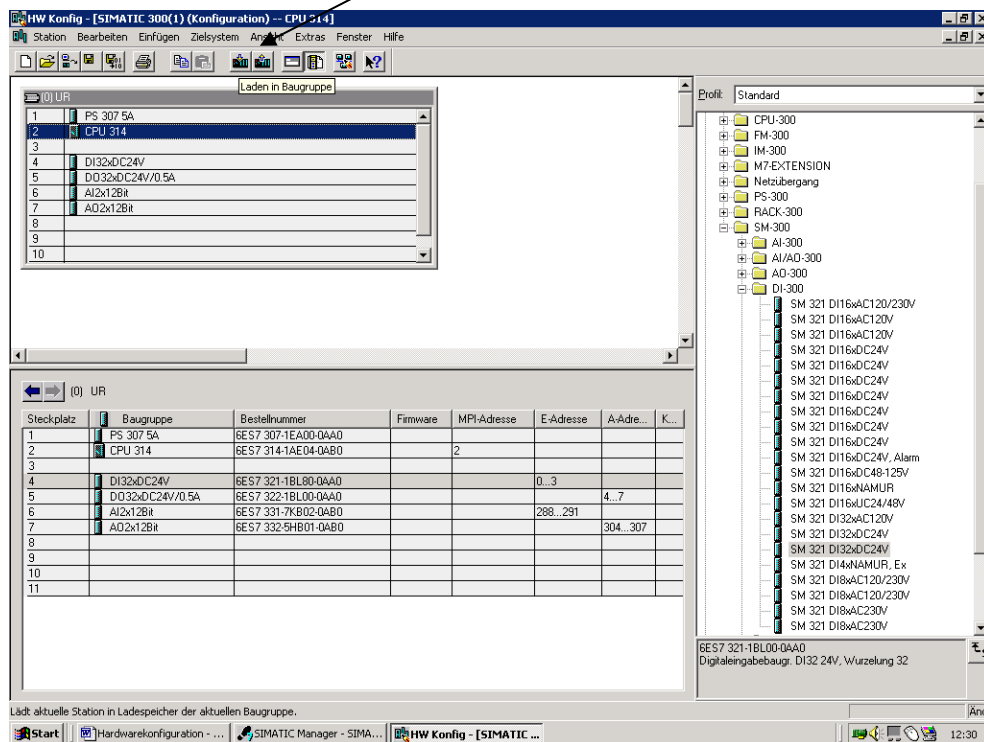 HW Konfig - [SIMATIC 300(1) (Konfiguration) -- CPU 314]
Station Bearbeiten Einfügen Zielsystem Ansicht Extras Fenster Hilfe
Laden in Baugruppe
(0) UR
1 PS 307 5A
2 CPU 314
3
4 DI32xDC24V
5 DO32xDC24V/0.5A
6 AI2x12Bit
7 AO2x12Bit
8
9
10
Profil: Standard
CPU-300
FM-300
IM-300
M7-EXTENSION
Netzübergang
PS-300
RACK-300
SM-300
AI-300
AI/AO-300
AO-300
DI-300
SM 321 DI16xAC120/230V
SM 321 DI16xAC120V
SM 321 DI16xAC120V
SM 321 DI16xDC24V
SM 321 DI16xDC24V
SM 321 DI16xDC24V
SM 321 DI16xDC24V
SM 321 DI16xDC24V
SM 321 DI16xDC24V
SM 321 DI16xDC24V
SM 321 DI16xDC24V, Alarm
SM 321 DI16xDC48-125V
SM 321 DI16xNAMUR
SM 321 DI16xUC24/48V
SM 321 DI32xAC120V
SM 321 DI32xDC24V
SM 321 DI32xDC24V
SM 321 DI4xNAMUR, Ex
SM 321 DI8xAC120/230V
SM 321 DI8xAC120/230V
SM 321 DI8xAC230V
SM 321 DI8xAC230V
6ES7 321-1BL00-0AA0
Digitaleingabebaugr. DI32 24V, Wurzelung 32
(0) UR
Steckplatz Baugruppe Bestellnummer Firmware MPI-Adresse E-Adresse A-Adre... K...
1 PS 307 5A 6ES7 307-1EA00-0AA0
2 CPU 314 6ES7 314-1AE04-0AB0 2
3
4 DI32xDC24V 6ES7 321-1BL80-0AA0 0...3
5 DO32xDC24V/0.5A 6ES7 322-1BL00-0AA0 4...7
6 AI2x12Bit 6ES7 331-7KB02-0AB0 288...291
7 AO2x12Bit 6ES7 332-5HB01-0AB0 304...307
8
9
10
11
Lädt aktuelle Station in Ladespeicher der aktuellen Baugruppe.
Änd
Start Hardwarekonfiguration - ... SIMATIC Manager - SIMA... HW Konfig - [SIMATIC ... 12:30